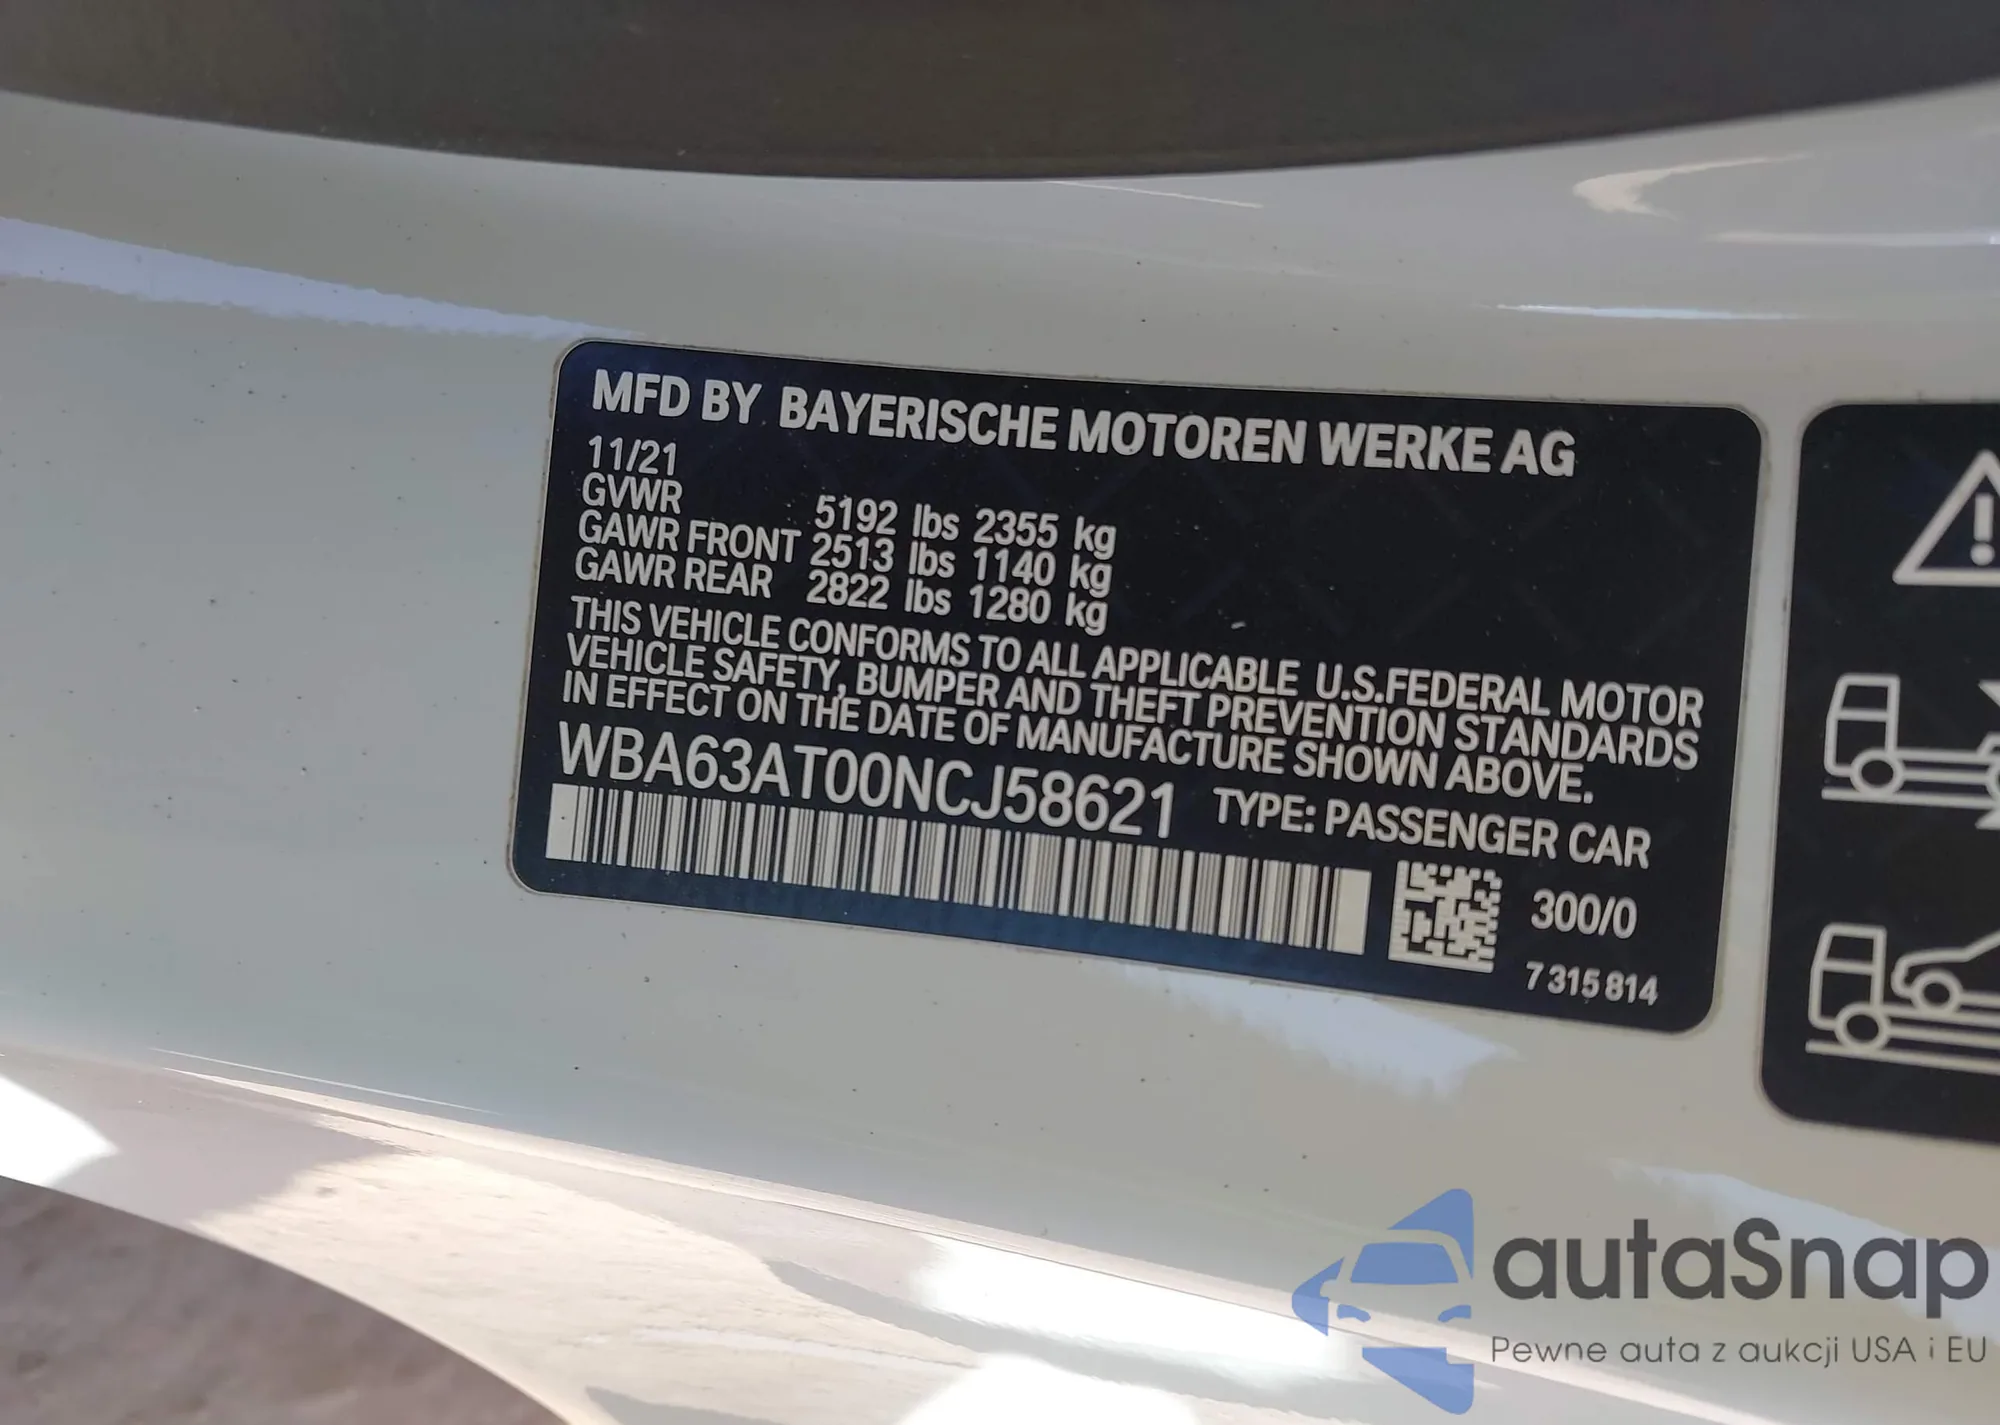 MFD BY BAYERISCHE MOTOREN WERKE AG
11/21
GVWR 5192 lbs 2355 kg
GAWR FRONT 2513 lbs 1140 kg
GAWR REAR 2822 lbs 1280 kg
THIS VEHICLE CONFORMS TO ALL APPLICABLE U.S.FEDERAL MOTOR
VEHICLE SAFETY, BUMPER AND THEFT PREVENTION STANDARDS
IN EFFECT ON THE DATE OF MANUFACTURE SHOWN ABOVE.
WBA63AT00NCJ58621 TYPE: PASSENGER CAR
300/0
7 315 814
autaSnap
Pewne auta z aukcji USA i EU